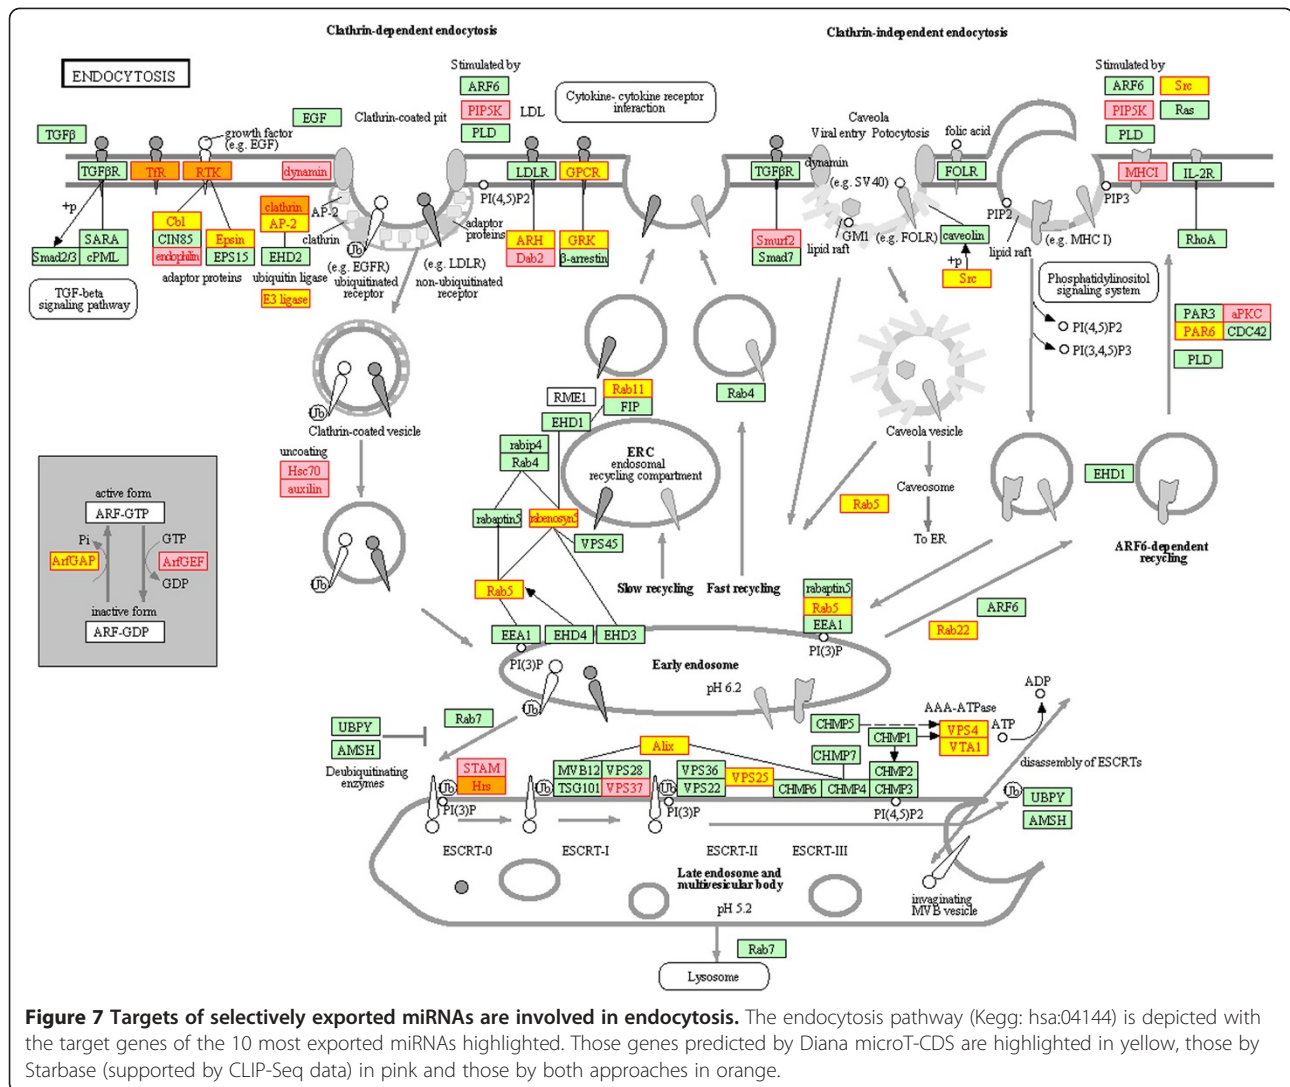 Clathrin-dependent endocytosis
Clathrin-independent endocytosis
ENDOCYTOSIS
Stimulated by
ARF6
PIP5K
LDL
PLD
Cytokine- cytokine receptor
interaction
Stimulated by
ARF6
Src
PIP5K
Ras
PLD
TGFβ
growth factor
(e.g. EGF)
EGF
Clathrin-coated pit
Caveola
Viral entry Potocytosis
folic acid
TGFβR
TfR
RTK
dynamin
LDLR
GPCR
TGFβR
dynamin
FOLR
MHCI
IL-2R
(e.g. SV40)
PI(4,5)P2
PIP2
PIP3
+p
Cbl
CIN85
endophilin
Epsin
EPS15
adaptor proteins
clathrin
AP-2
EHD2
ubiquitin ligase
E3 ligase
AP-2
clathrin
Ub
(e.g. EGFR)
ubiquitinated
receptor
(e.g. LDLR)
non-ubiquitinated
receptor
adaptor
proteins
ARH
Dab2
GRK
β-arrestin
Smurf2
Smad7
GM1
lipid raft
(e.g. FOLR)
caveolin
+p
Src
lipid raft
(e.g. MHC I)
RhoA
SARA
Smad2/3
cPML
TGF-beta
signaling pathway
Phosphatidylinositol
signaling system
PI(4,5)P2
PI(3,4,5)P3
PAR3
aPKC
PAR6
CDC42
PLD
Ub
Clathrin-coated vesicle
uncoating
Hsc70
auxilin
Ub
RME1
Rab11
FIP
EHD1
Rab4
rabip4
Rab4
ERC
endosomal
recycling compartment
rabaptin5
rabenosyn5
VPS45
Caveola vesicle
Rab5
Caveosome
To ER
EHD1
ARF6-dependent
recycling
active form
ARF-GTP
Pi
GTP
ArfGAP
ArfGEF
GDP
inactive form
ARF-GDP
Slow recycling
Fast recycling
Rab5
EEA1
EHD4
EHD3
PI(3)P
rabaptin5
Rab5
EEA1
PI(3)P
ARF6
Rab22
Early endosome
pH 6.2
Ub
UBPY
AMSH
Deubiquitinating
enzymes
Rab7
Alix
CHMP5
AAA-ATPase
VPS4
VTA1
ATP
ADP
CHMP1
CHMP7
CHMP2
CHMP6
CHMP4
CHMP3
disassembly of ESCRTs
STAM
Hrs
Ub
PI(3)P
Ub
MVB12
VPS28
TSG101
VPS37
Ub
PI(3)P
VPS36
VPS22
VPS25
PI(4,5)P2
Ub
UBPY
AMSH
ESCRT-0
ESCRT-I
ESCRT-II
ESCRT-III
Late endosome and
multivesicular body
pH 5.2
invaginating
MVB vesicle
Rab7
Lysosome
Figure 7 Targets of selectively exported miRNAs are involved in endocytosis. The endocytosis pathway (Kegg: hsa:04144) is depicted with
the target genes of the 10 most exported miRNAs highlighted. Those genes predicted by Diana microT-CDS are highlighted in yellow, those by
Starbase (supported by CLIP-Seq data) in pink and those by both approaches in orange.